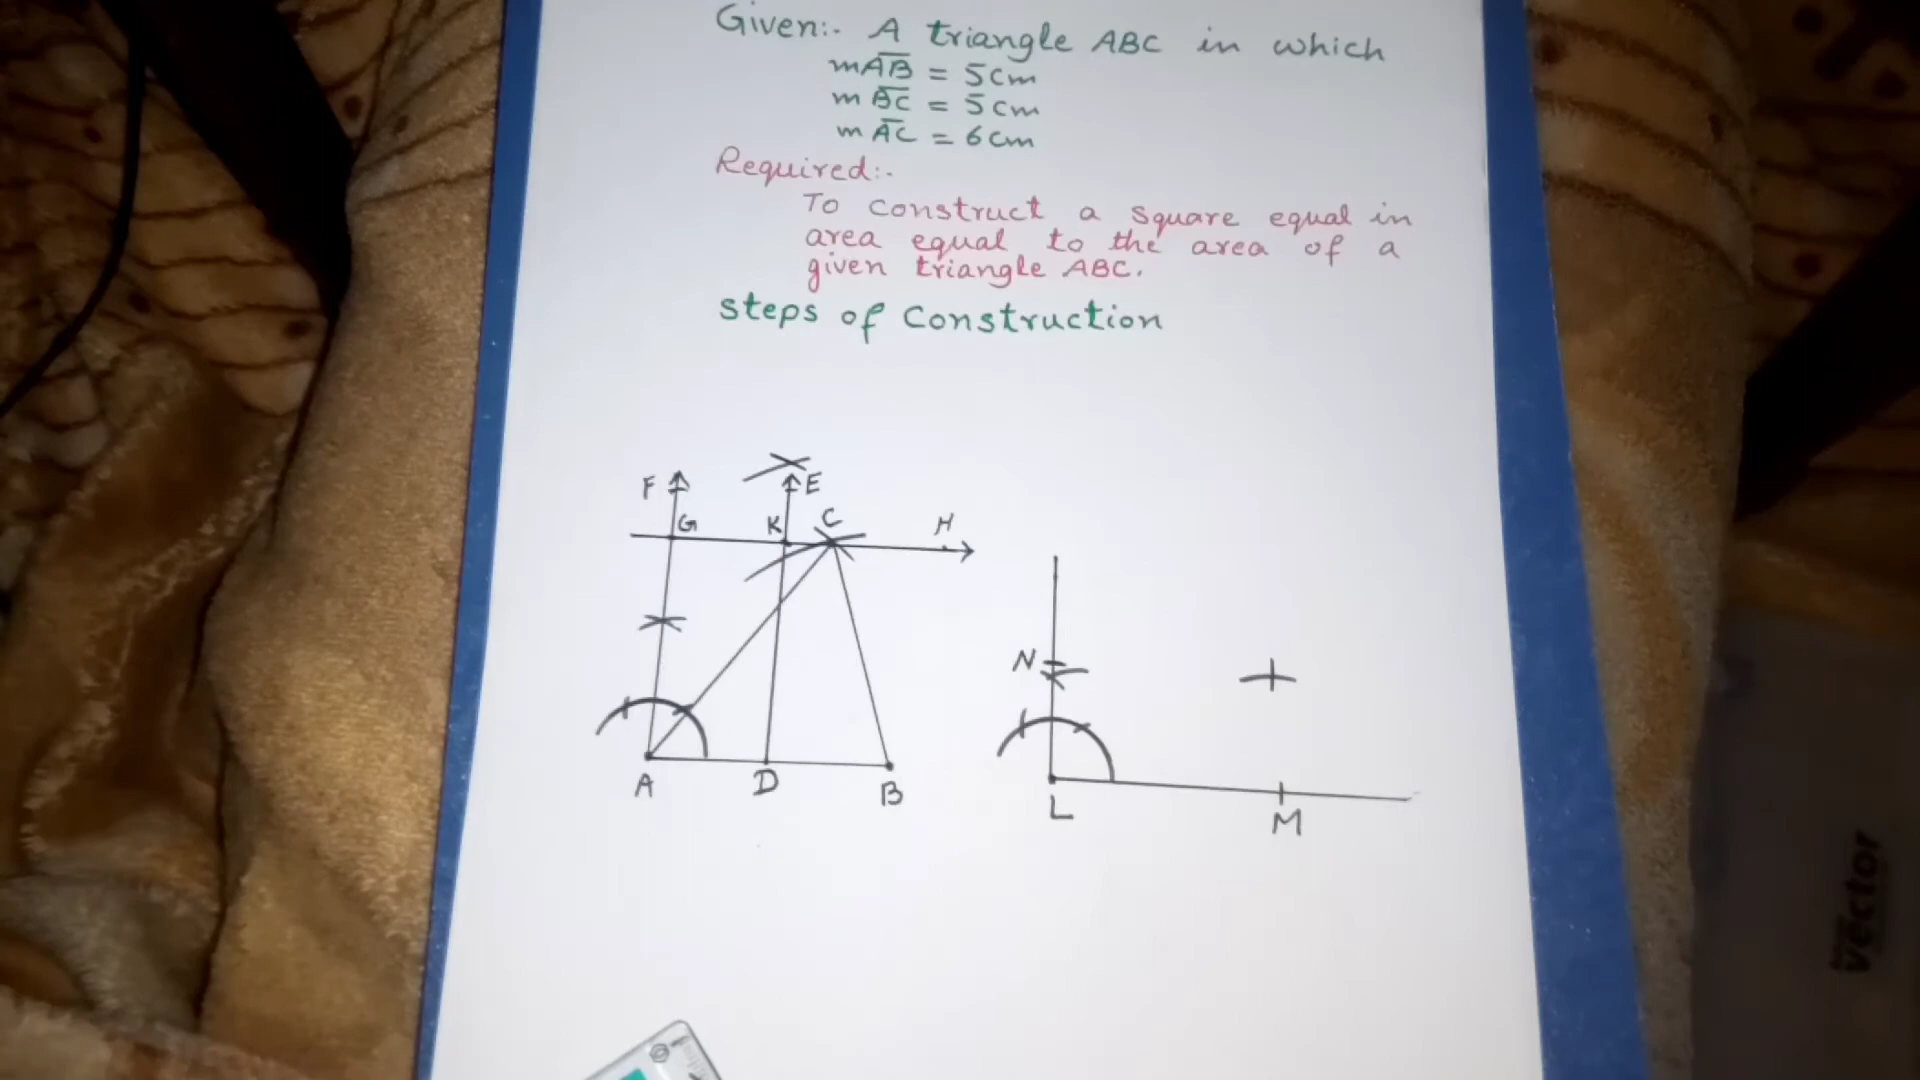 Given:- A triangle ABC in which
mAB = 5cm
mBC = 5cm
mAC = 6cm
Required:-
To construct a square equal in
area equal to the area of a
given triangle ABC.
steps of Construction
F E
G K C H
N
A D B L M
vector